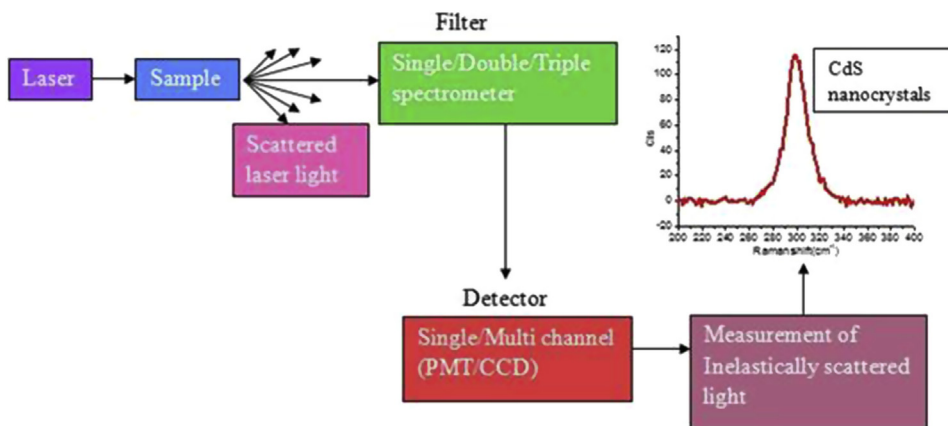 Filter
Laser
Sample
Single/Double/Triple
spectrometer
Scattered
laser light
CdS
nanocrystals
120
100
80
60
40
20
0
-20
Cts
200 220 240 260 280 300 320 340 360 380 400
Raman shift(cm⁻¹)
Detector
Single/Multi channel
(PMT/CCD)
Measurement of
Inelastically scattered
light